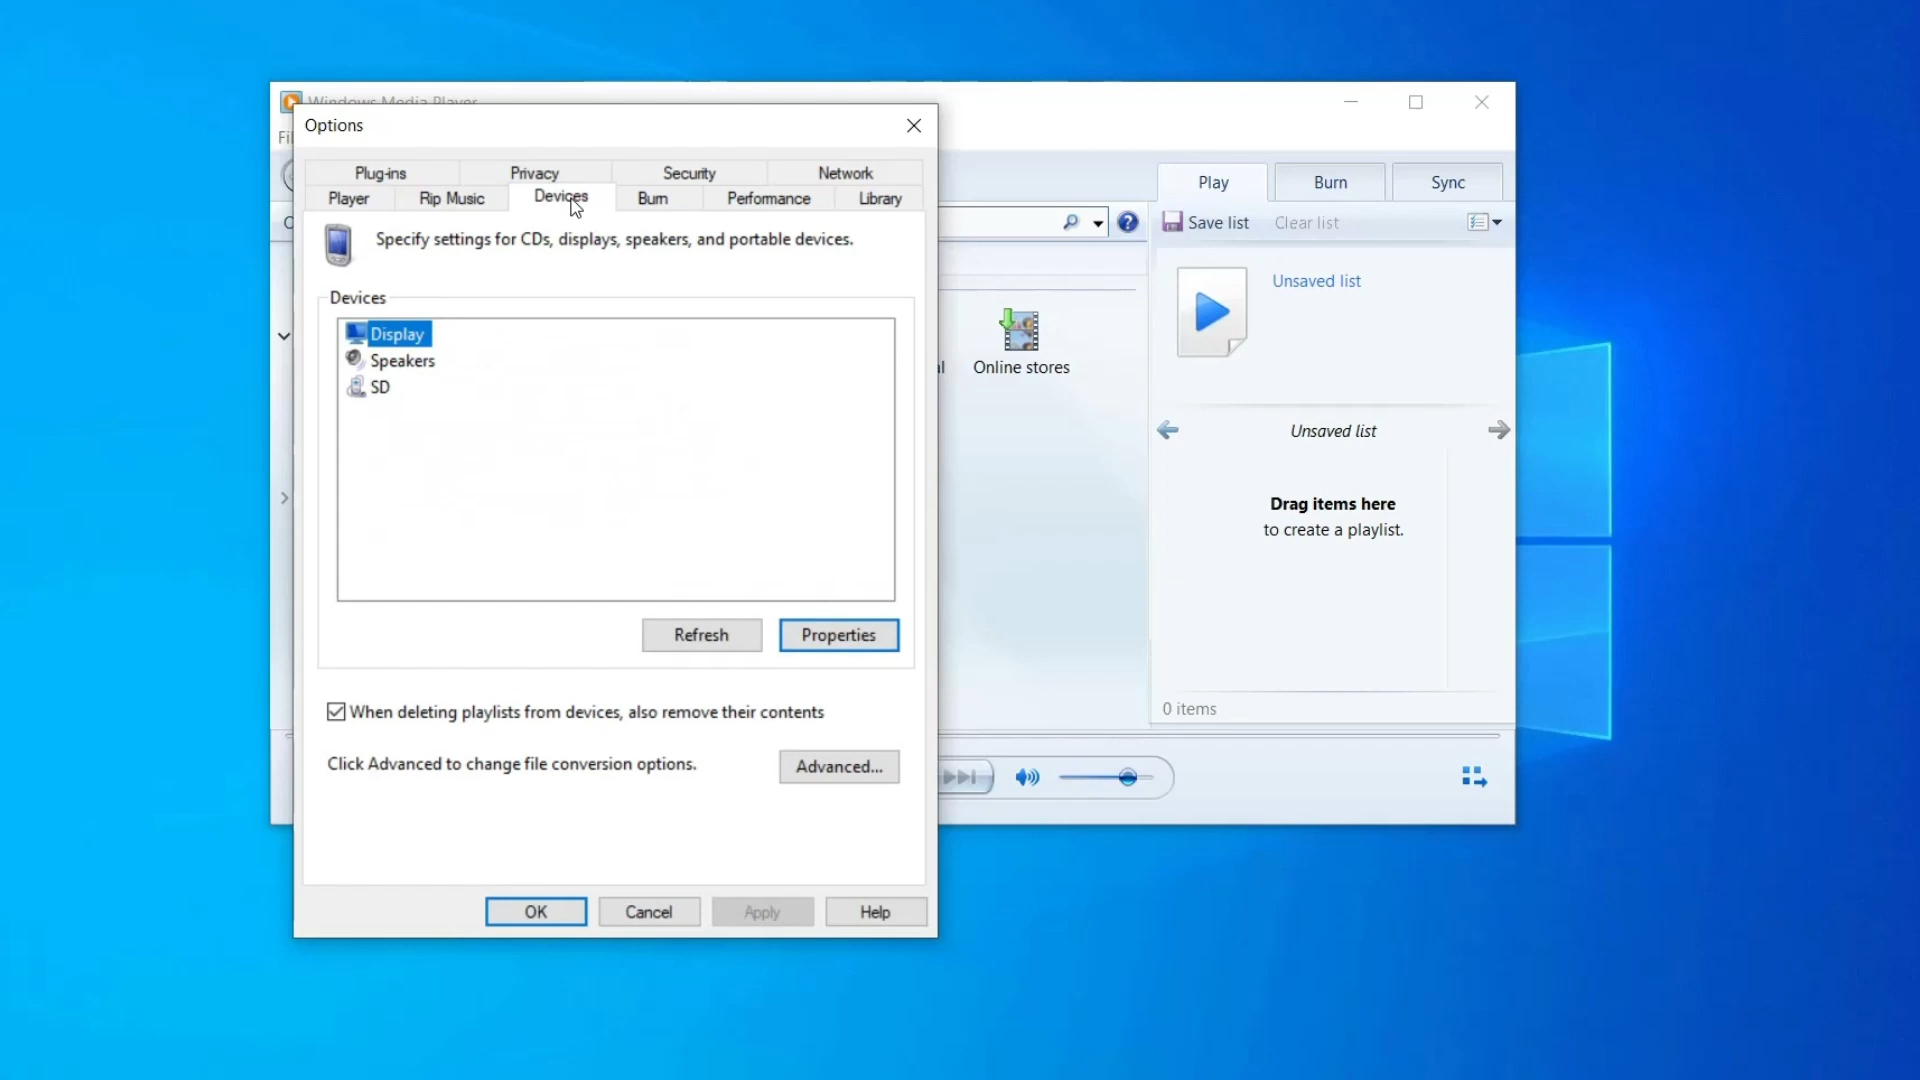 Windows Media Player
Options
Plug-ins Privacy Security Network
Player Rip Music Devices Burn Performance Library
Specify settings for CDs, displays, speakers, and portable devices.
Devices
Display
Speakers
SD
Refresh Properties
When deleting playlists from devices, also remove their contents
Click Advanced to change file conversion options.
Advanced...
OK Cancel Apply Help
Online stores
Play Burn Sync
Save list Clear list
Unsaved list
Unsaved list
Drag items here
to create a playlist.
0 items